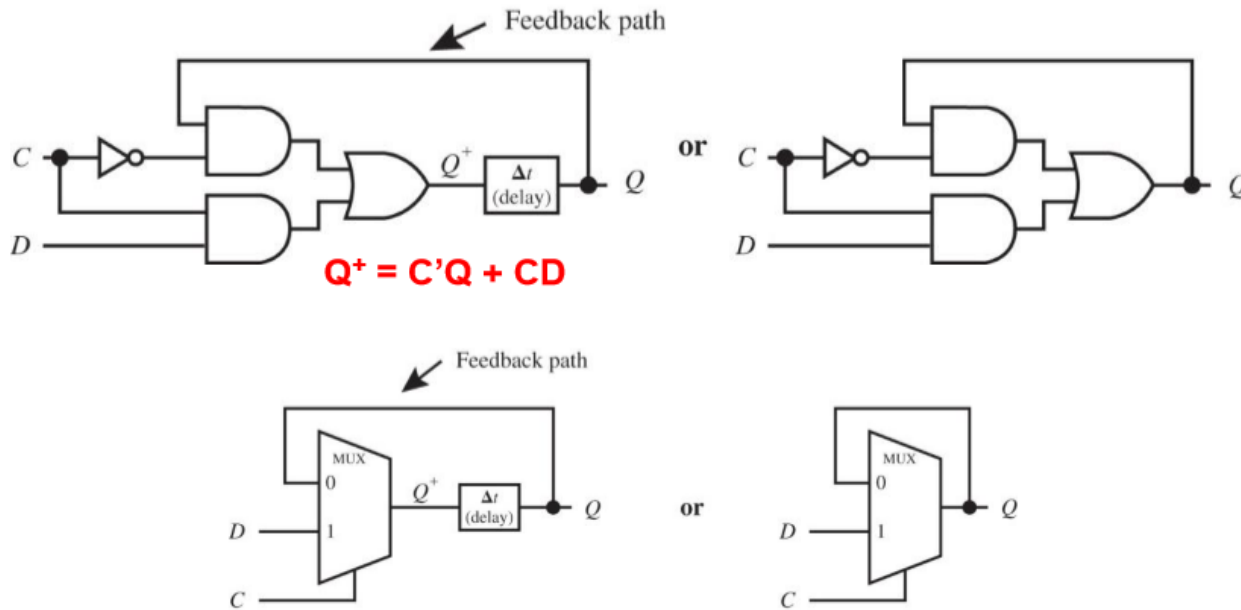 Feedback path
C
D
Q⁺
Δt
(delay)
Q
or
C
D
Q
Q⁺ = C’Q + CD
Feedback path
MUX
0
1
D
C
Q⁺
Δt
(delay)
Q
or
MUX
0
1
D
C
Q